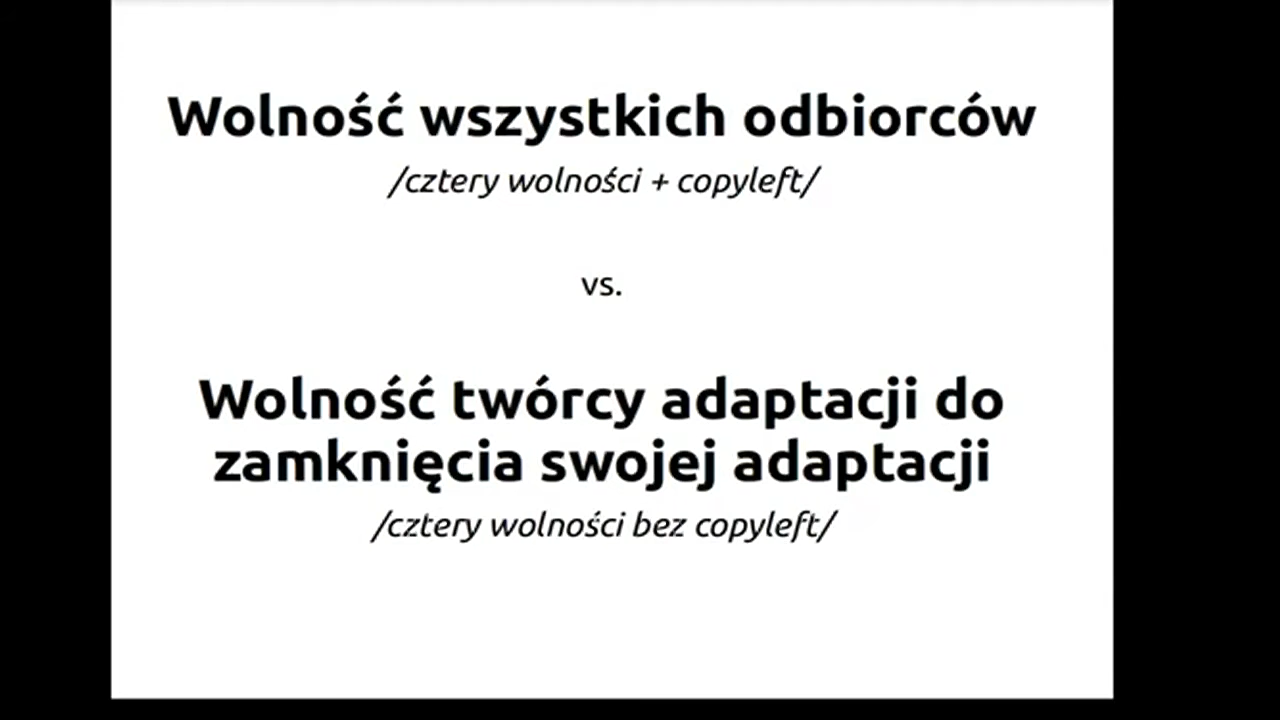 Wolność wszystkich odbiorców
/cztery wolności + copyleft/
vs.
Wolność twórcy adaptacji do
zamknięcia swojej adaptacji
/cztery wolności bez copyleft/